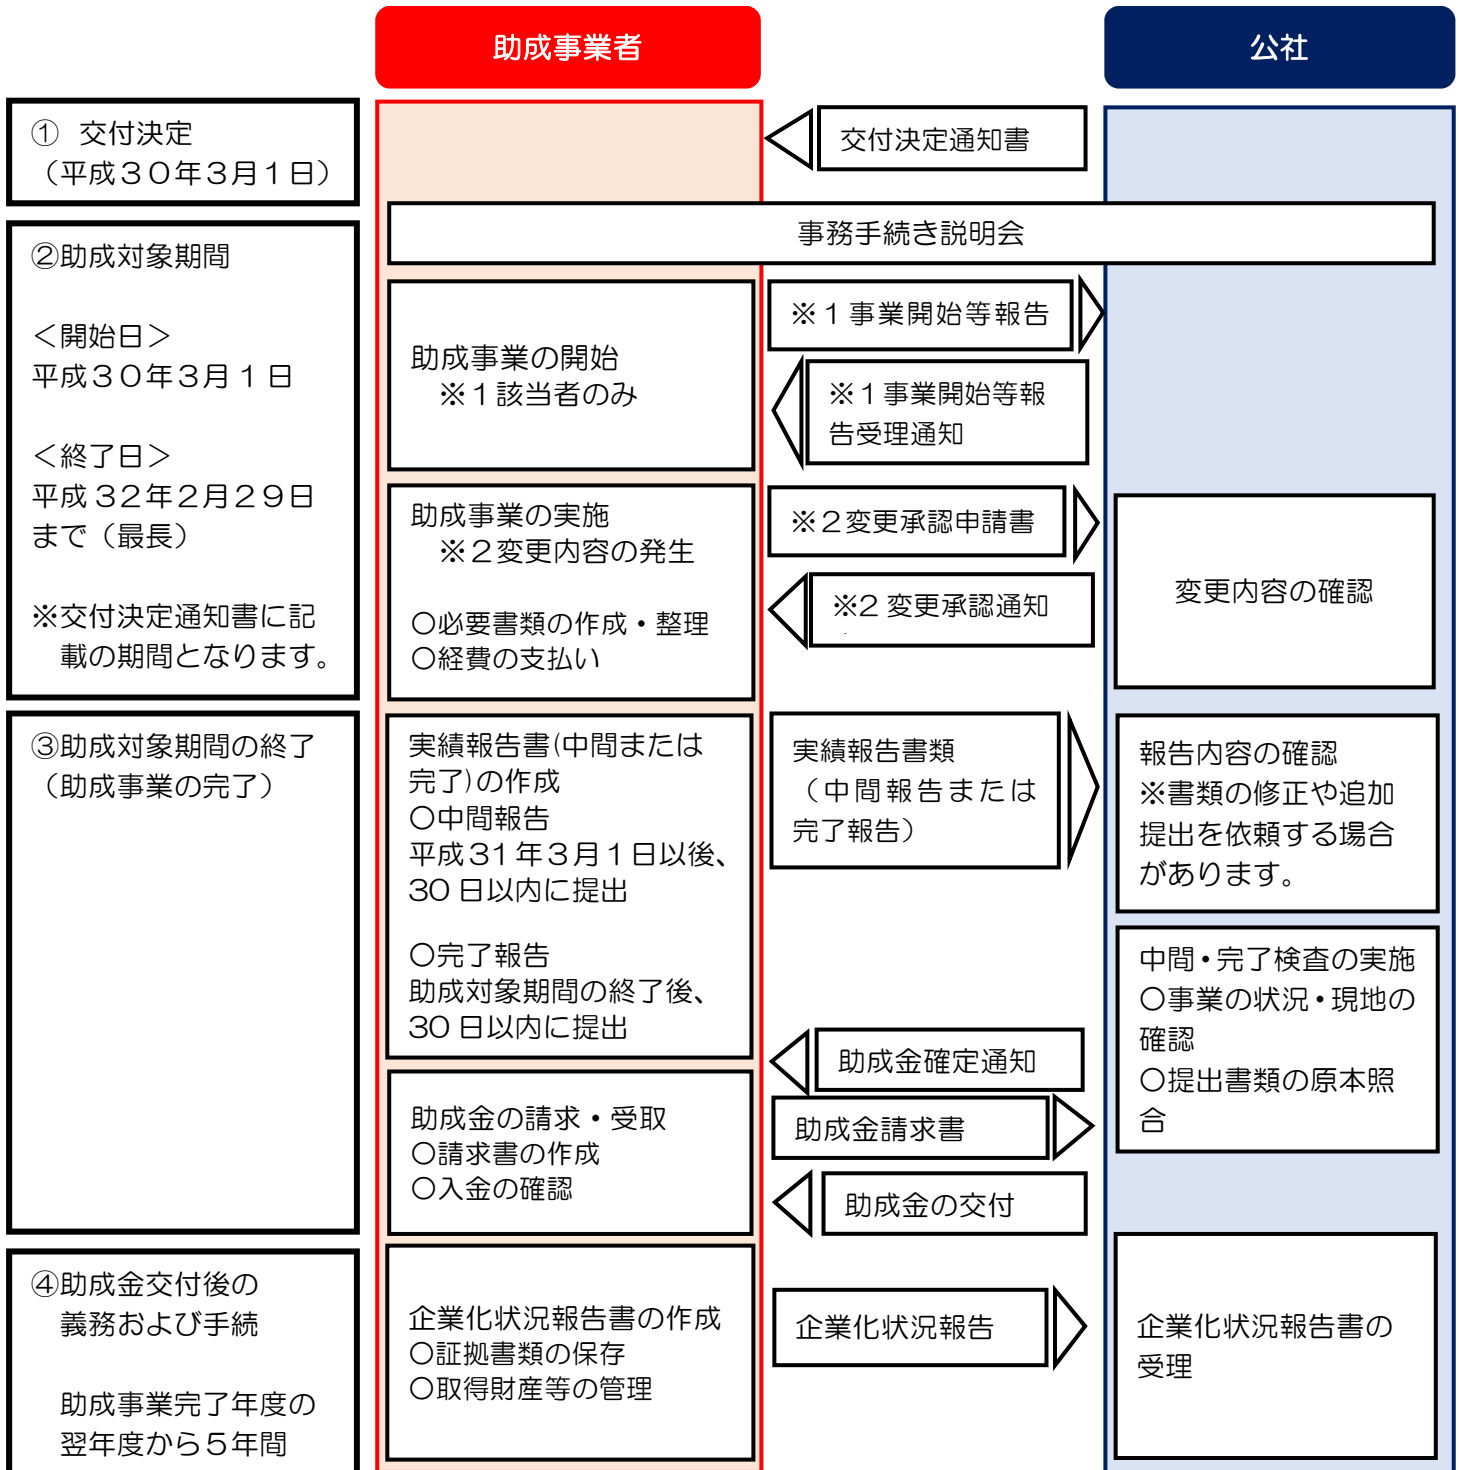 助成事業者
公社
① 交付決定
（平成３０年３月１日）
交付決定通知書
事務手続き説明会
②助成対象期間
＜開始日＞
平成３０年３月１日
＜終了日＞
平成３２年２月２９日
まで（最長）
※交付決定通知書に記
載の期間となります。
助成事業の開始
※１該当者のみ
※１事業開始等報告
※１事業開始等報
告受理通知
助成事業の実施
※２変更内容の発生
○必要書類の作成・整理
○経費の支払い
※２変更承認申請書
※2 変更承認通知
変更内容の確認
③助成対象期間の終了
（助成事業の完了）
実績報告書(中間または
完了)の作成
○中間報告
平成31年３月１日以後、
30 日以内に提出
○完了報告
助成対象期間の終了後、
30 日以内に提出
実績報告書類
（中間報告または
完了報告）
報告内容の確認
※書類の修正や追加
提出を依頼する場合
があります。
中間・完了検査の実施
○事業の状況・現地の
確認
○提出書類の原本照
合
助成金確定通知
助成金の請求・受取
○請求書の作成
○入金の確認
助成金請求書
助成金の交付
④助成金交付後の
義務および手続
助成事業完了年度の
翌年度から５年間
企業化状況報告書の作成
○証拠書類の保存
○取得財産等の管理
企業化状況報告
企業化状況報告書の
受理